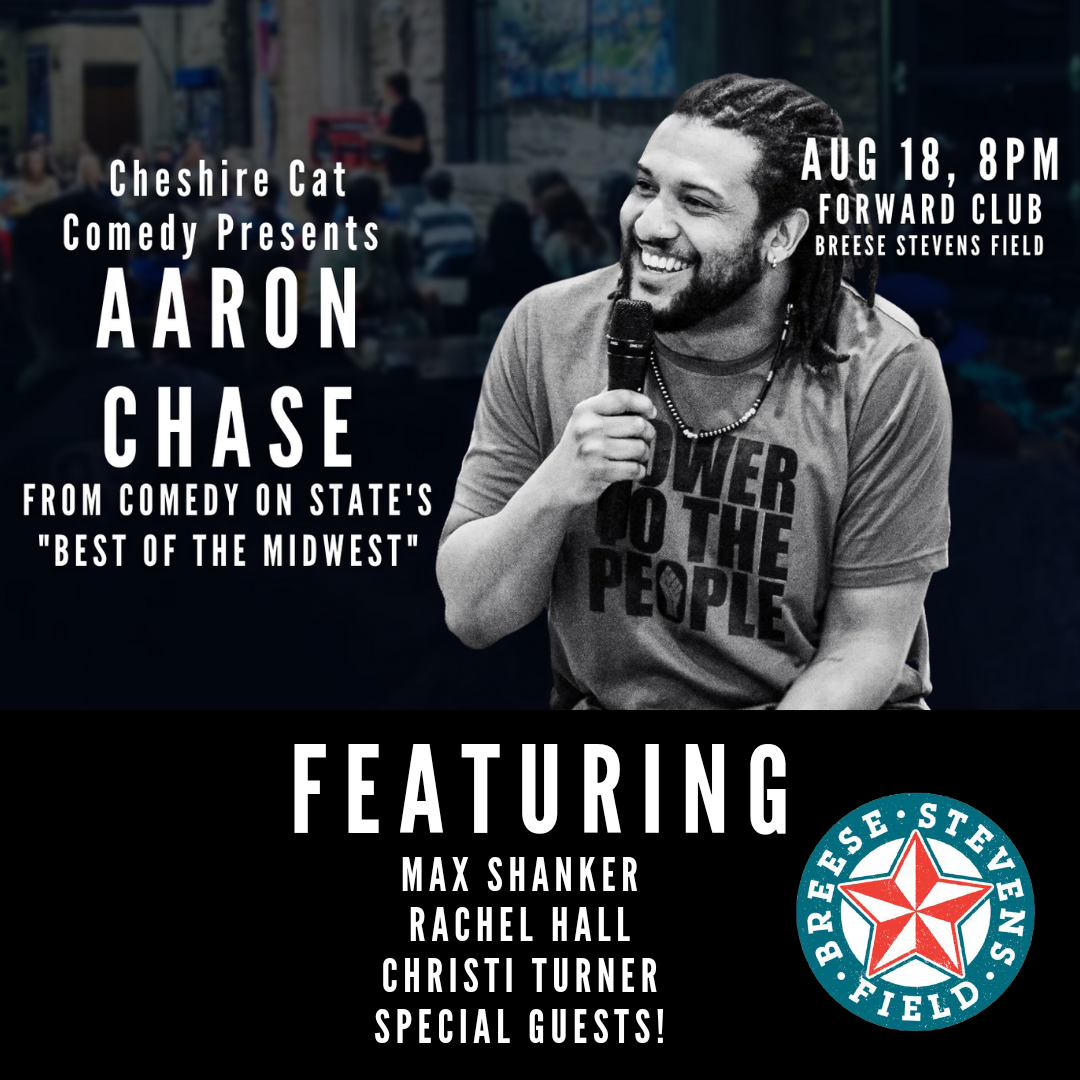 Cheshire Cat
Comedy Presents
AARON
CHASE
FROM COMEDY ON STATE'S
"BEST OF THE MIDWEST"
AUG 18, 8PM
FORWARD CLUB
BREESE STEVENS FIELD
POWER
TO THE
PEOPLE
FEATURING
MAX SHANKER
RACHEL HALL
CHRISTI TURNER
SPECIAL GUESTS!
BREESE • STEVENS
• FIELD •